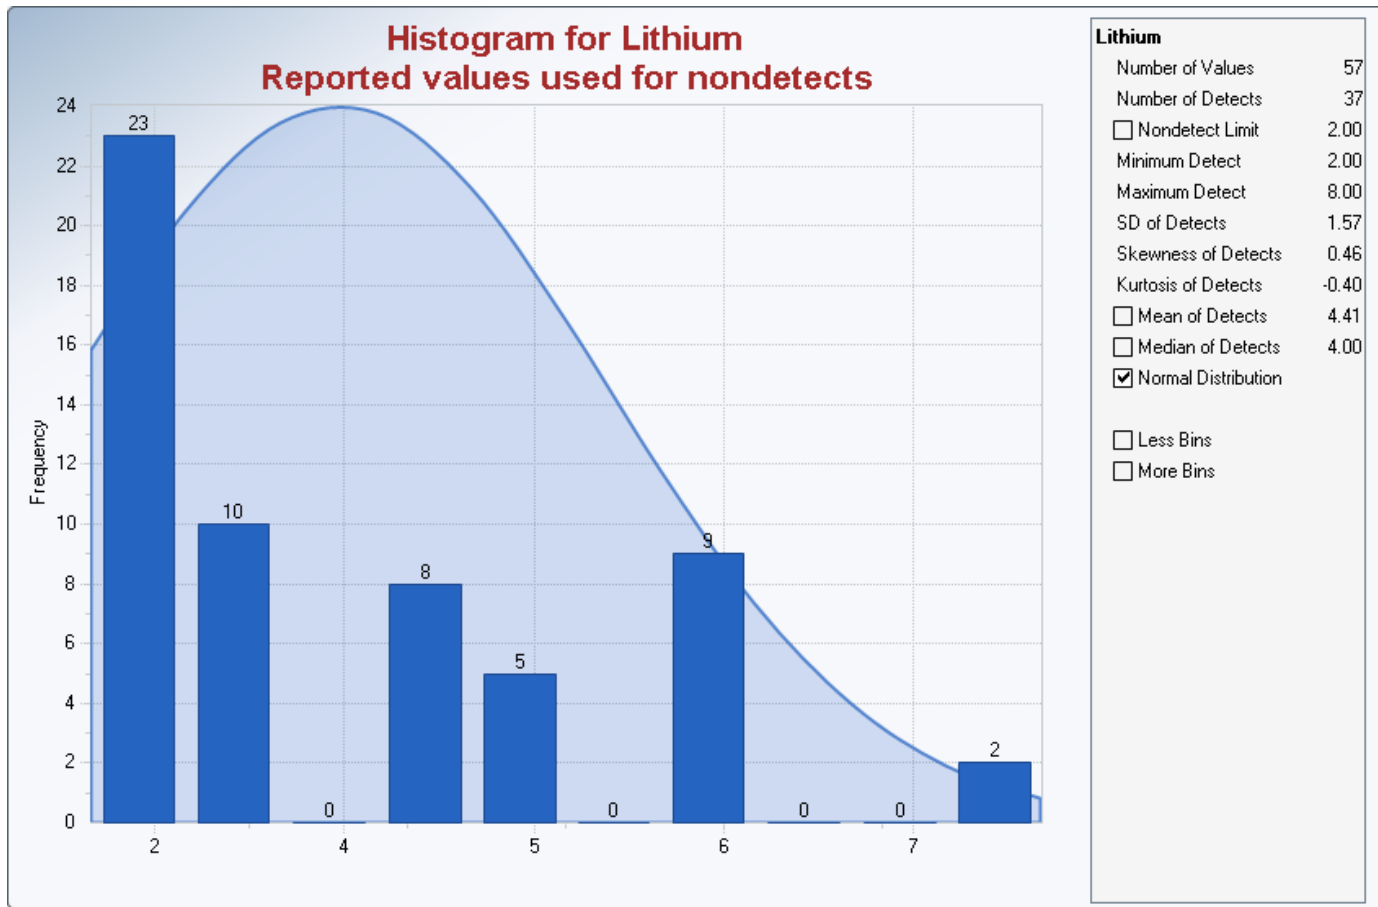 Histogram for Lithium
Reported values used for nondetects
24
22
20
18
16
14
12
10
8
6
4
2
0
Frequency
23
10
0
8
5
0
9
0
0
2
2
4
5
6
7
Lithium
Number of Values 57
Number of Detects 37
Nondetect Limit 2.00
Minimum Detect 2.00
Maximum Detect 8.00
SD of Detects 1.57
Skewness of Detects 0.46
Kurtosis of Detects -0.40
Mean of Detects 4.41
Median of Detects 4.00
Normal Distribution
Less Bins
More Bins